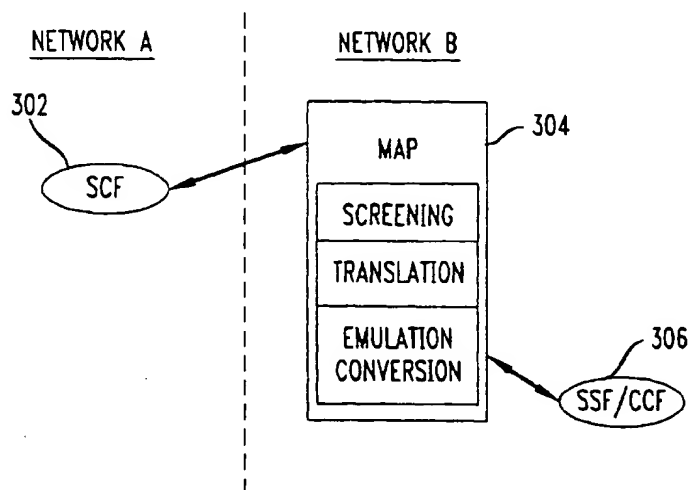 NETWORK A
NETWORK B
302
304
MAP
SCF
SCREENING
TRANSLATION
EMULATION
CONVERSION
306
SSF/CCF